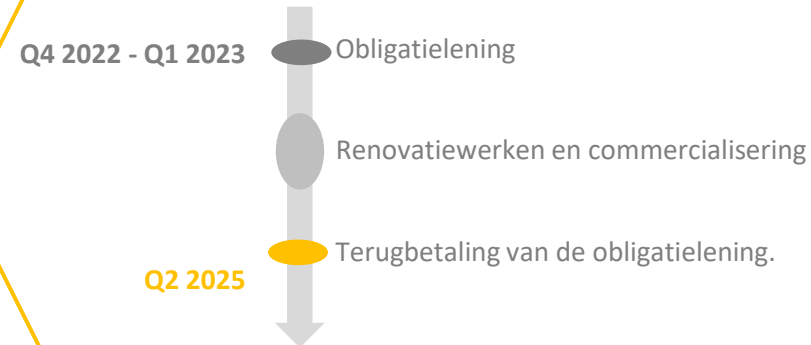 Q4 2022 - Q1 2023 Obligatielening
Renovatiewerken en commercialisering
Terugbetaling van de obligatielening.
Q2 2025